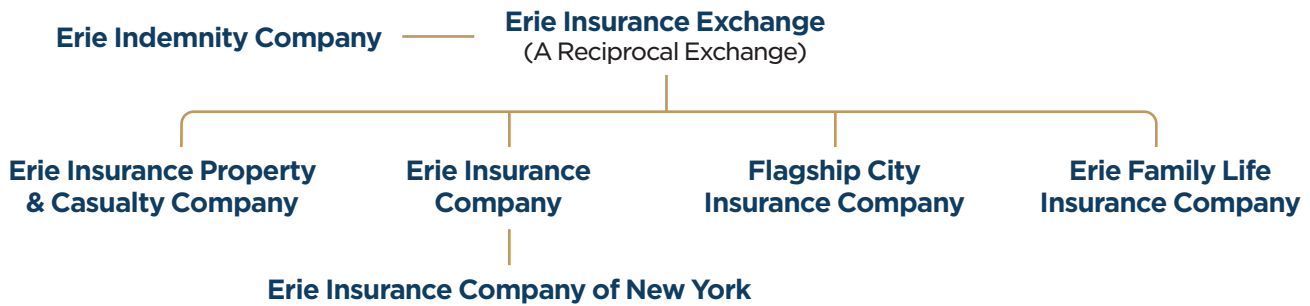 Erie Indemnity Company
Erie Insurance Exchange
(A Reciprocal Exchange)
Erie Insurance Property
& Casualty Company
Erie Insurance
Company
Flagship City
Insurance Company
Erie Family Life
Insurance Company
Erie Insurance Company of New York